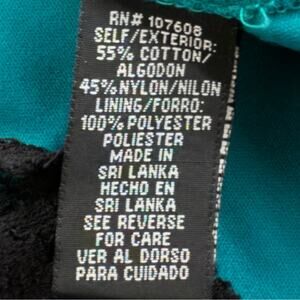 RN# 107608
SELF/EXTERIOR:
55% COTTON/
ALGODON
45% NYLON/NILON
LINING/FORRO:
100% POLYESTER
POLIESTER
MADE IN
SRI LANKA
HECHO EN
SRI LANKA
SEE REVERSE
FOR CARE
VER AL DORSO
PARA CUIDADO